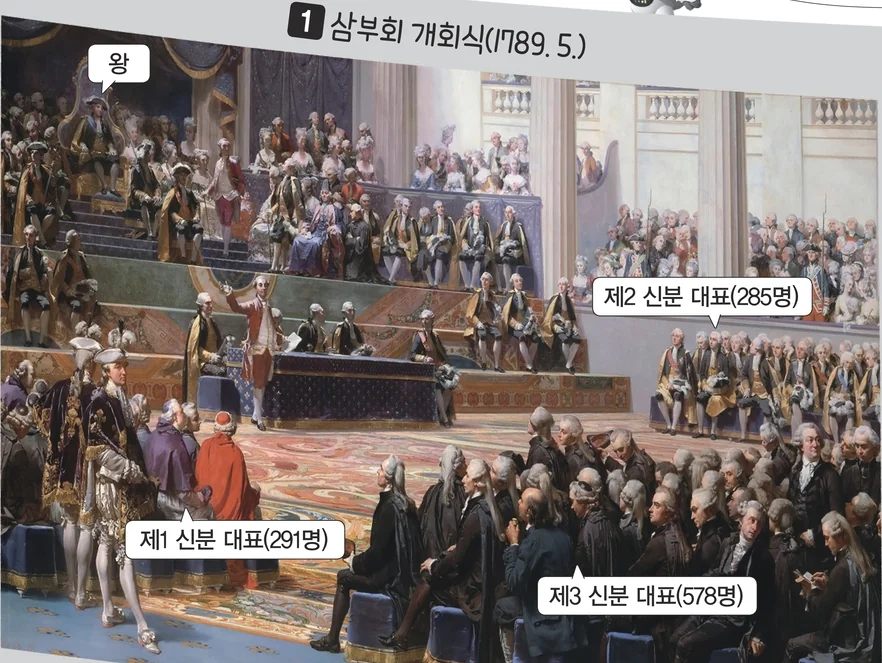 1 삼부회 개회식(1789. 5.)
왕
제2 신분 대표(285명)
제1 신분 대표(291명)
제3 신분 대표(578명)